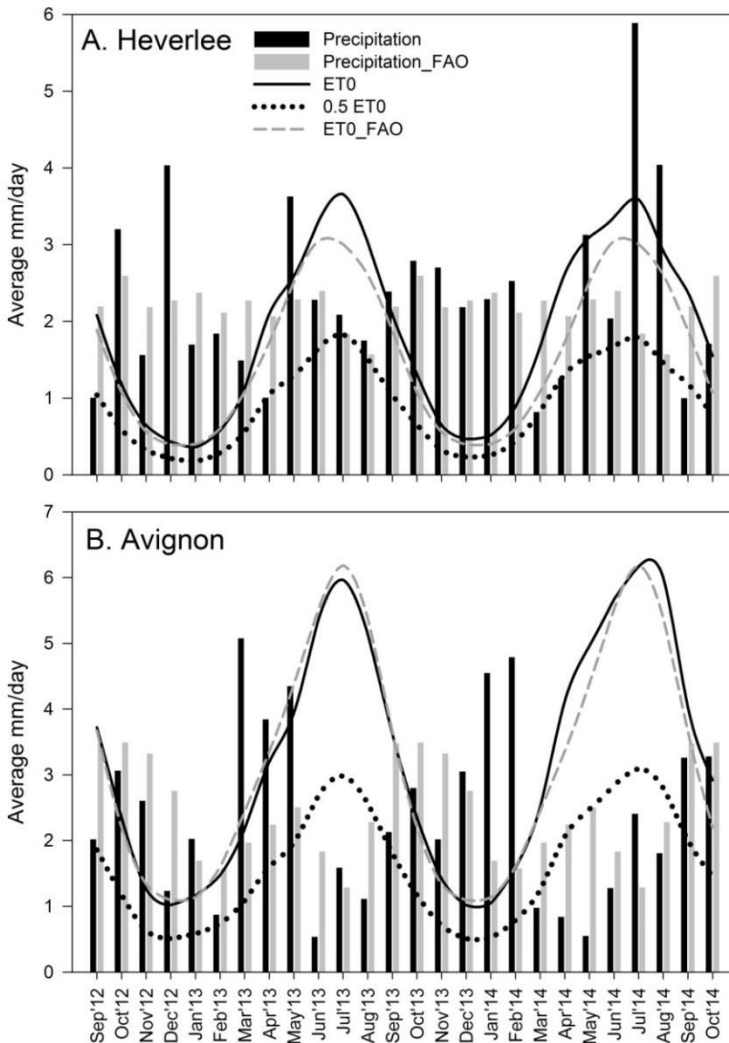 A. Heverlee
Precipitation
Precipitation_FAO
ET0
0.5 ET0
ET0_FAO
Average mm/day
6
5
4
3
2
1
0
B. Avignon
Average mm/day
7
6
5
4
3
2
1
0
Sep'12
Oct'12
Nov'12
Dec'12
Jan'13
Feb'13
Mar'13
Apr'13
May'13
Jun'13
Jul'13
Aug'13
Sep'13
Oct'13
Nov'13
Dec'13
Jan'14
Feb'14
Mar'14
Apr'14
May'14
Jun'14
Jul'14
Aug'14
Sep'14
Oct'14